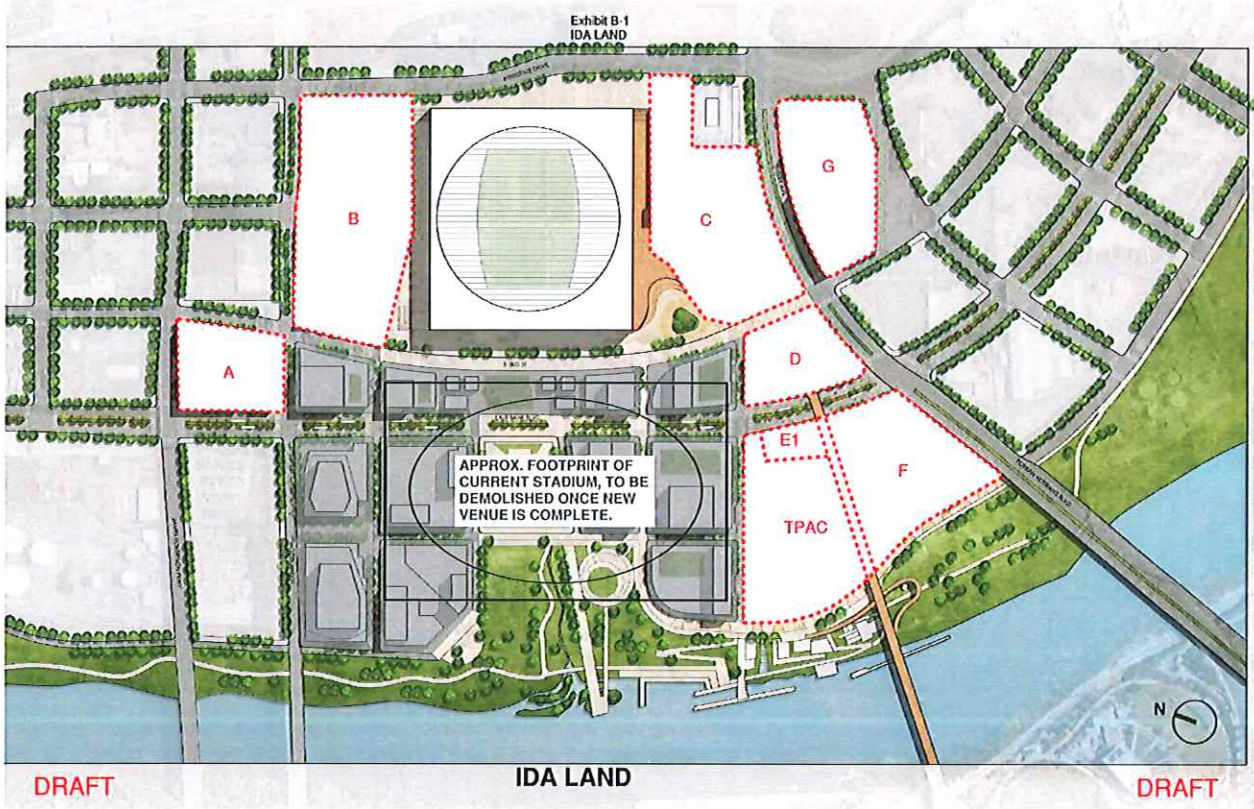 Exhibit B-1
IDA LAND
B
G
C
A
D
E1
F
TPAC
APPROX. FOOTPRINT OF
CURRENT STADIUM, TO BE
DEMOLISHED ONCE NEW
VENUE IS COMPLETE.
N
DRAFT
IDA LAND
DRAFT